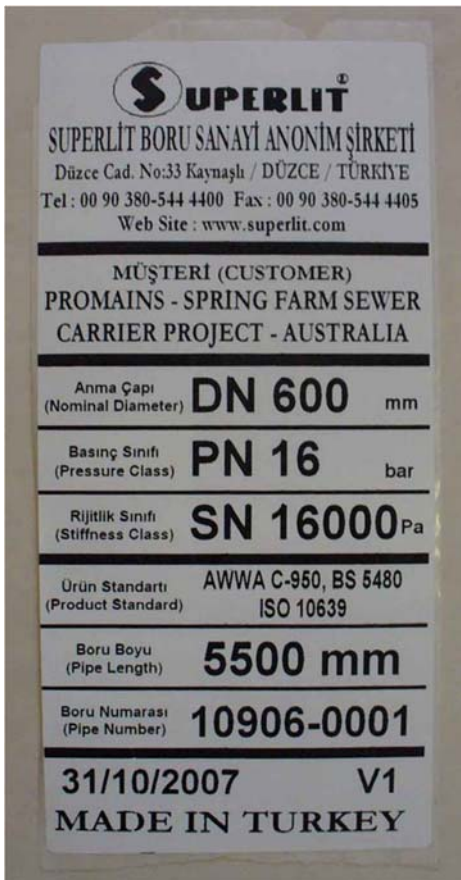 SUPERLIT®
SUPERLİT BORU SANAYİ ANONİM ŞİRKETİ
Düzce Cad. No:33 Kaynaşlı / DÜZCE / TÜRKİYE
Tel : 00 90 380-544 4400 Fax : 00 90 380-544 4405
Web Site : www.superlit.com
MÜŞTERİ (CUSTOMER)
PROMAINS - SPRING FARM SEWER
CARRIER PROJECT - AUSTRALIA
Anma Çapı
(Nominal Diameter) DN 600 mm
Basınç Sınıfı
(Pressure Class) PN 16 bar
Rijitlik Sınıfı
(Stiffness Class) SN 16000 Pa
Ürün Standartı
(Product Standard) AWWA C-950, BS 5480
ISO 10639
Boru Boyu
(Pipe Length) 5500 mm
Boru Numarası
(Pipe Number) 10906-0001
31/10/2007 V1
MADE IN TURKEY